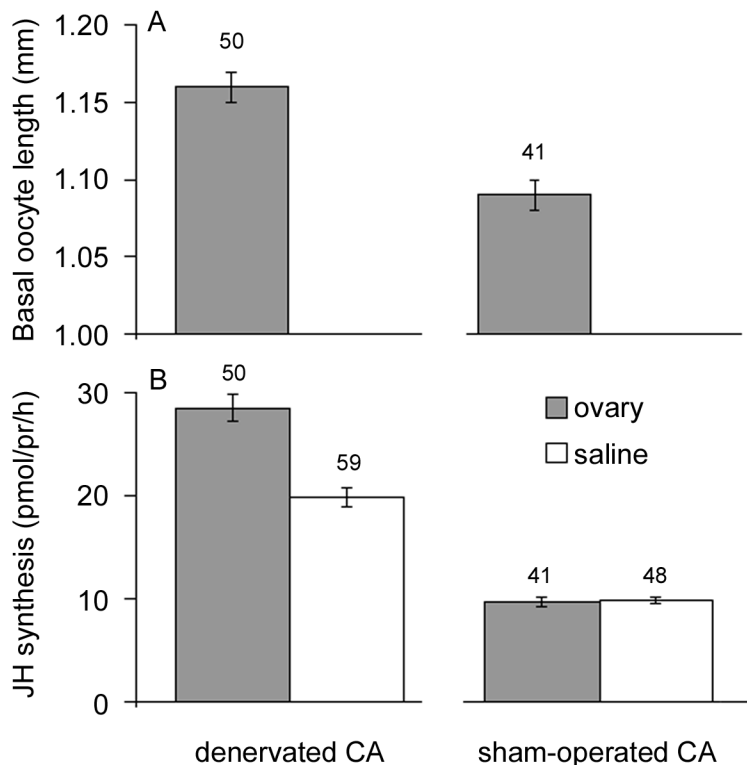 A
Basal oocyte length (mm)
1.20
1.15
1.10
1.05
1.00
50
41
B
JH synthesis (pmol/pr/h)
30
20
10
0
50
59
41
48
ovary
saline
denervated CA
sham-operated CA